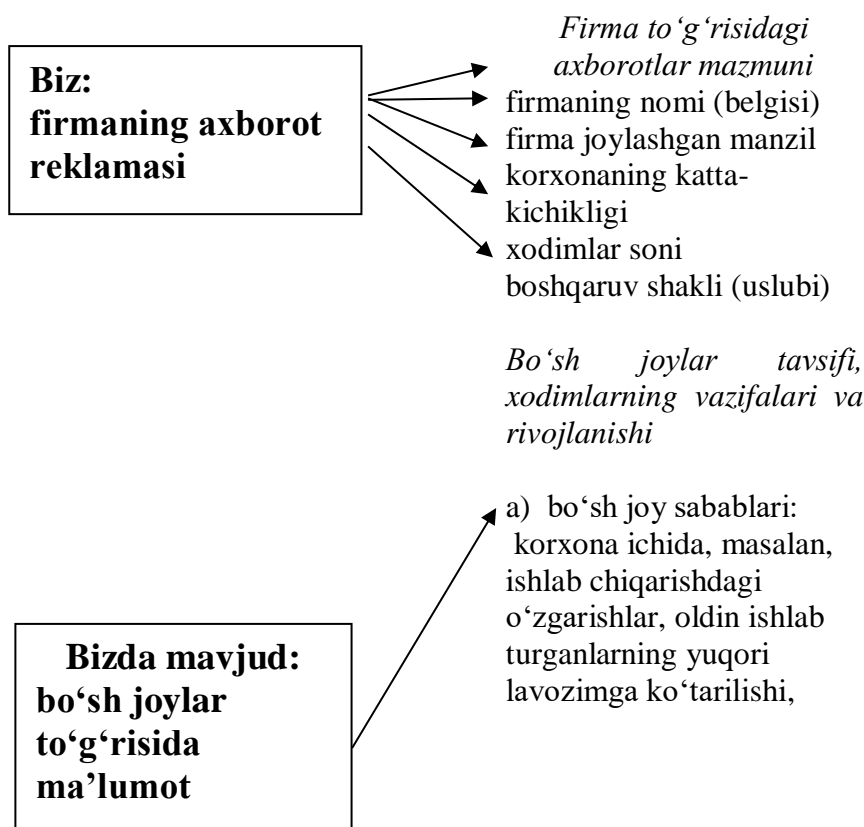 Firma to‘g‘risidagi
axborotlar mazmuni
Biz:
firmaning axborot
reklamasi
firmaning nomi (belgisi)
firma joylashgan manzil
korxonaning katta-
kichikligi
xodimlar soni
boshqaruv shakli (uslubi)
Bo‘sh joylar tavsifi,
xodimlarning vazifalari va
rivojlanishi
a) bo‘sh joy sabablari:
korxona ichida, masalan,
ishlab chiqarishdagi
o‘zgarishlar, oldin ishlab
turganlarning yuqori
lavozimga ko‘tarilishi,
Bizda mavjud:
bo‘sh joylar
to‘g‘risida
ma’lumot